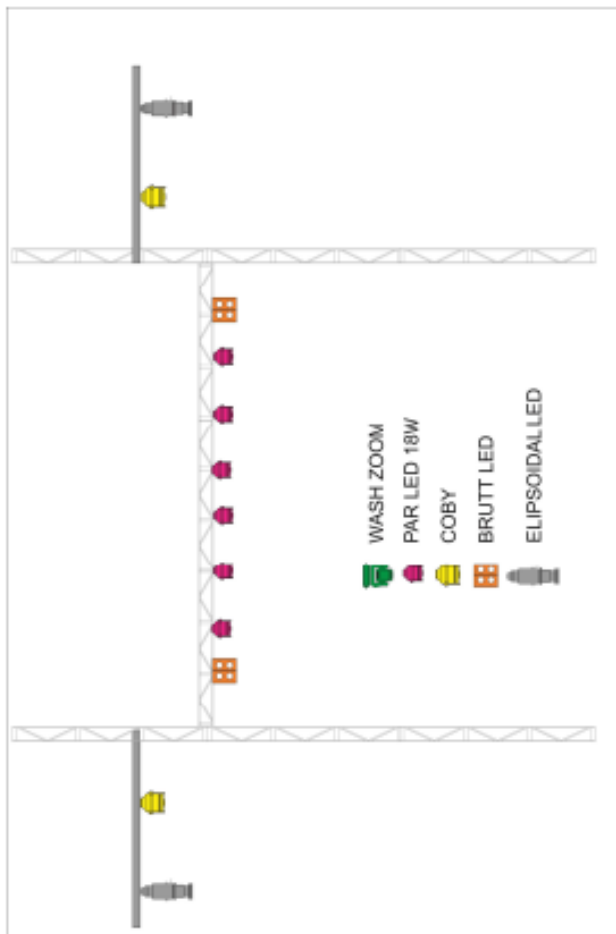 WASH ZOOM
PAR LED 18W
COBY
BRUTT LED
ELIPSOIDAL LED